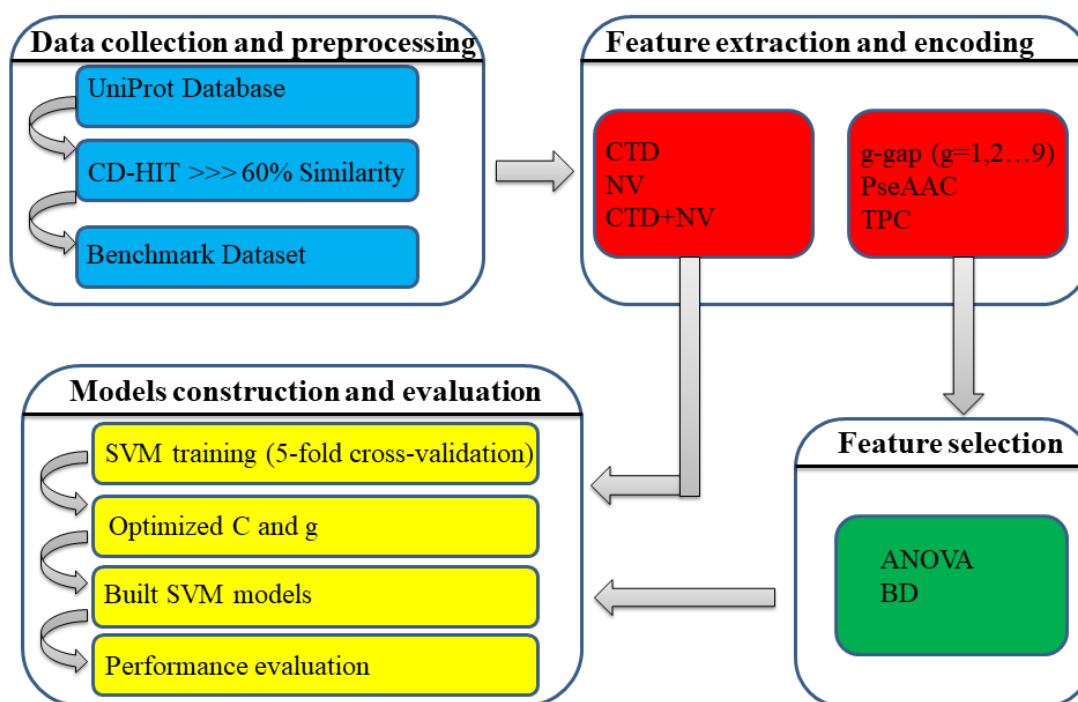 Data collection and preprocessing
UniProt Database
CD-HIT >>> 60% Similarity
Benchmark Dataset
Feature extraction and encoding
CTD
NV
CTD+NV
g-gap (g=1,2…9)
PseAAC
TPC
Feature selection
ANOVA
BD
Models construction and evaluation
SVM training (5-fold cross-validation)
Optimized C and g
Built SVM models
Performance evaluation